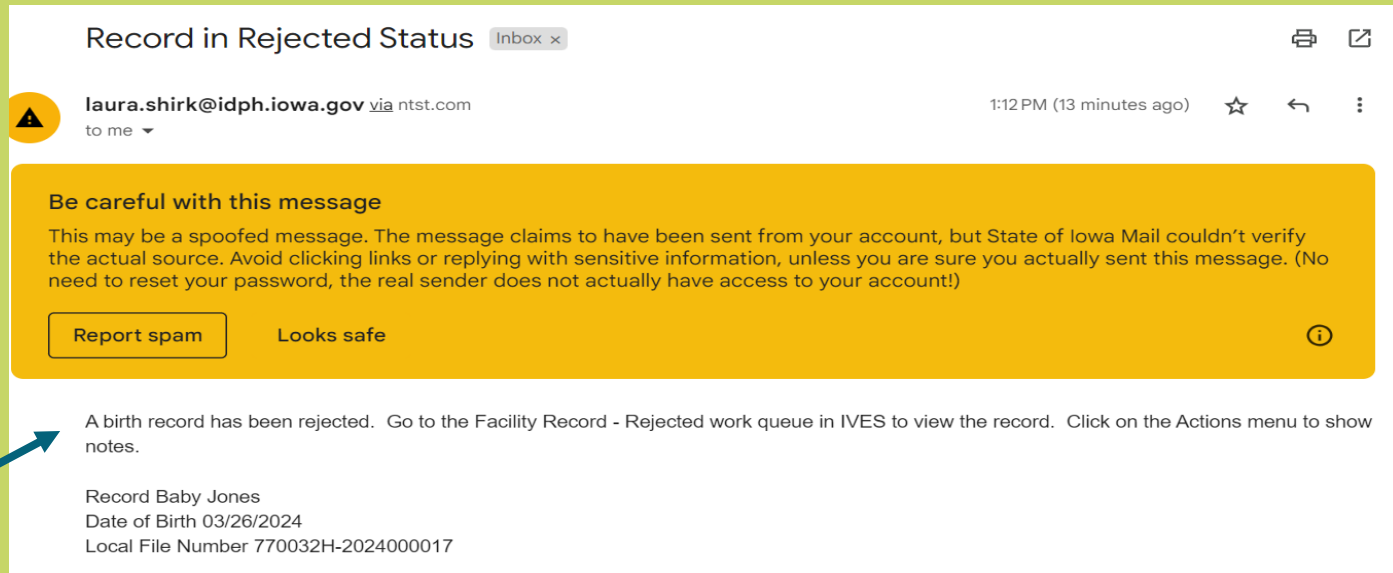 Record in Rejected Status Inbox x
laura.shirk@idph.iowa.gov via ntst.com 1:12 PM (13 minutes ago)
to me
Be careful with this message
This may be a spoofed message. The message claims to have been sent from your account, but State of Iowa Mail couldn't verify
the actual source. Avoid clicking links or replying with sensitive information, unless you are sure you actually sent this message. (No
need to reset your password, the real sender does not actually have access to your account!)
Report spam Looks safe
A birth record has been rejected. Go to the Facility Record - Rejected work queue in IVES to view the record. Click on the Actions menu to show
notes.
Record Baby Jones
Date of Birth 03/26/2024
Local File Number 770032H-2024000017